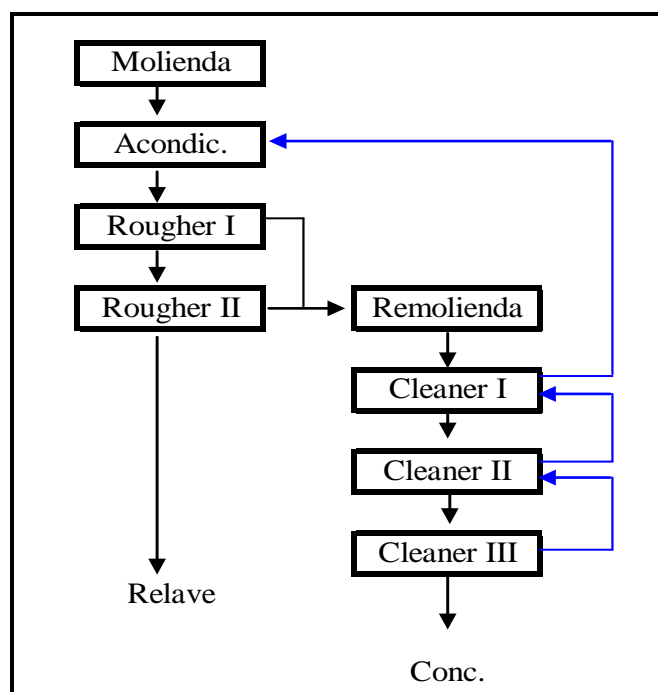 Molienda
Acondic.
Rougher I
Rougher II
Remolienda
Cleaner I
Cleaner II
Cleaner III
Relave
Conc.